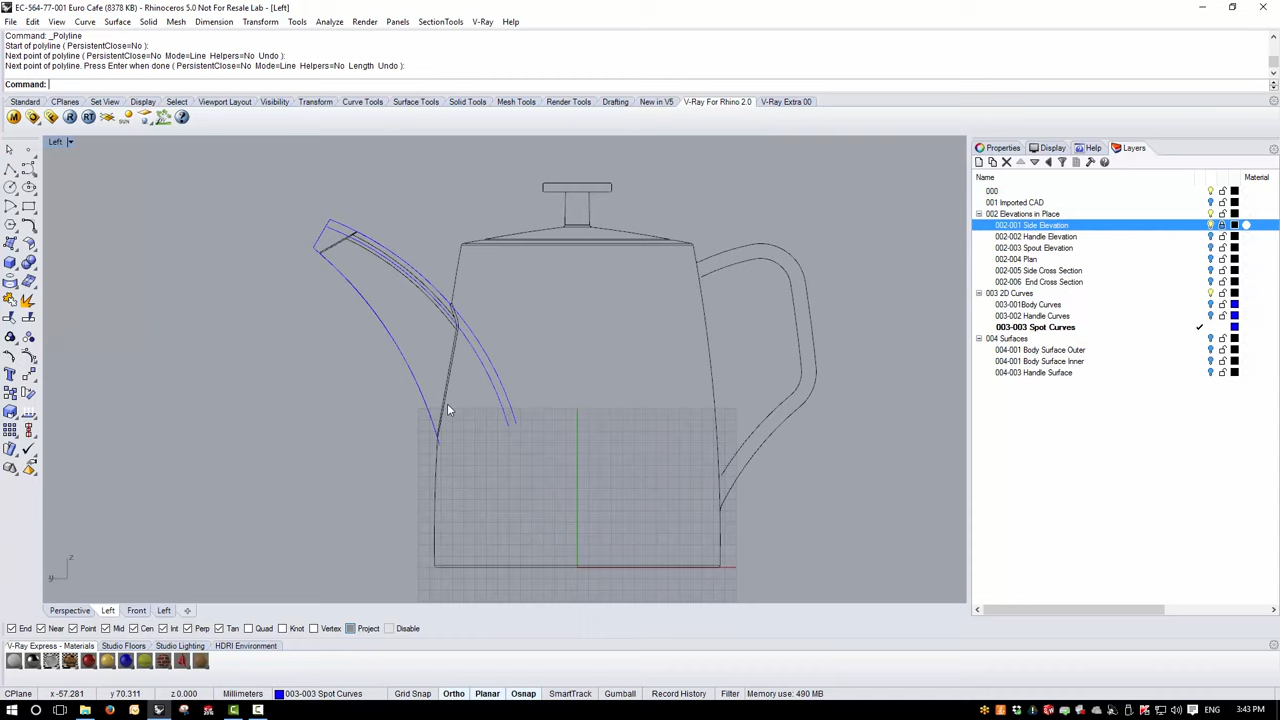 EC-564-77-001 Euro Cafe (8378 KB) - Rhinoceros 5.0 Not For Resale Lab - [Left]
File Edit View Curve Surface Solid Mesh Dimension Transform Tools Analyze Render Panels SectionTools V-Ray Help
Command: _Polyline
Start of polyline ( PersistentClose=No ):
Next point of polyline ( PersistentClose=No Mode=Line Helpers=No Undo ):
Next point of polyline. Press Enter when done ( PersistentClose=No Mode=Line Helpers=No Length Undo ):
Command:
Standard CPlanes Set View Display Select Viewport Layout Visibility Transform Curve Tools Surface Tools Solid Tools Mesh Tools Render Tools Drafting New in V5 V-Ray For Rhino 2.0 V-Ray Extra 00
M R RT SUN
Left
Properties Display Help Layers
Name Material
000
001 Imported CAD
002 Elevations in Place
002-001 Side Elevation
002-002 Handle Elevation
002-003 Spout Elevation
002-004 Plan
002-005 Side Cross Section
002-006 End Cross Section
003 2D Curves
003-001Body Curves
003-002 Handle Curves
003-003 Spot Curves
004 Surfaces
004-001 Body Surface Outer
004-001 Body Surface Inner
004-003 Handle Surface
z
y
Perspective Left Front Left
End Near Point Mid Cen Int Perp Tan Quad Knot Vertex Project Disable
V-Ray Express - Materials Studio Floors Studio Lighting HDRI Environment
CPlane x -57.281 y 70.311 z 0.000 Millimeters 003-003 Spot Curves Grid Snap Ortho Planar Osnap SmartTrack Gumball Record History Filter Memory use: 490 MB
ENG 3:43 PM